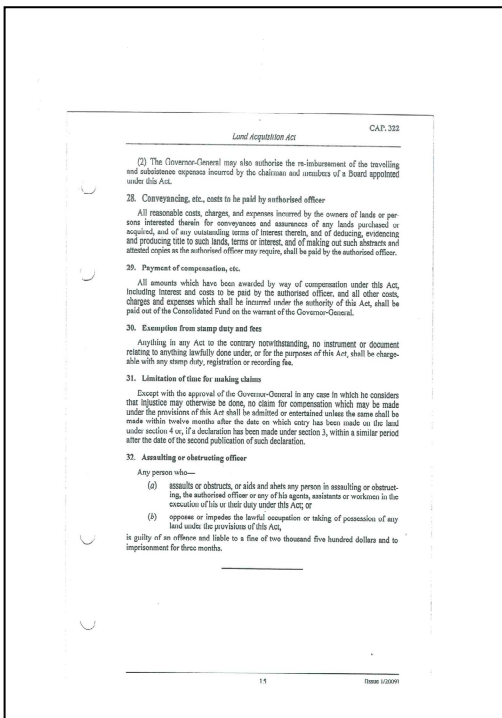 CAP. 322
Land Acquisition Act
(2) The Governor-General may also authorise the re-imbursement of the travelling
and subsistence expenses incurred by the chairman and members of a Board appointed
under this Act.
28. Conveyancing, etc., costs to be paid by authorised officer
All reasonable costs, charges, and expenses incurred by the owners of lands or per-
sons interested therein for conveyances and assurances of any lands purchased or
acquired, and of any outstanding terms of interest therein, and of deducing, evidencing
and producing title to such lands, terms or interest, and of making out such abstracts and
attested copies as the authorised officer may require, shall be paid by the authorised officer.
29. Payment of compensation, etc.
All amounts which have been awarded by way of compensation under this Act,
including interest and costs to be paid by the authorised officer, and all other costs,
charges and expenses which shall be incurred under the authority of this Act, shall be
paid out of the Consolidated Fund on the warrant of the Governor-General.
30. Exemption from stamp duty and fees
Anything in any Act to the contrary notwithstanding, no instrument or document
relating to anything lawfully done under, or for the purposes of this Act, shall be charge-
able with any stamp duty, registration or recording fee.
31. Limitation of time for making claims
Except with the approval of the Governor-General in any case in which he considers
that injustice may otherwise be done, no claim for compensation which may be made
under the provisions of this Act shall be admitted or entertained unless the same shall be
made within twelve months after the date on which entry has been made on the land
under section 4 or, if a declaration has been made under section 3, within a similar period
after the date of the second publication of such declaration.
32. Assaulting or obstructing officer
Any person who—
(a) assaults or obstructs, or aids and abets any person in assaulting or obstruct-
ing, the authorised officer or any of his agents, assistants or workmen in the
execution of his or their duty under this Act; or
(b) opposes or impedes the lawful occupation or taking of possession of any
land under the provisions of this Act,
is guilty of an offence and liable to a fine of two thousand five hundred dollars and to
imprisonment for three months.
15
[Issue 1/2009]